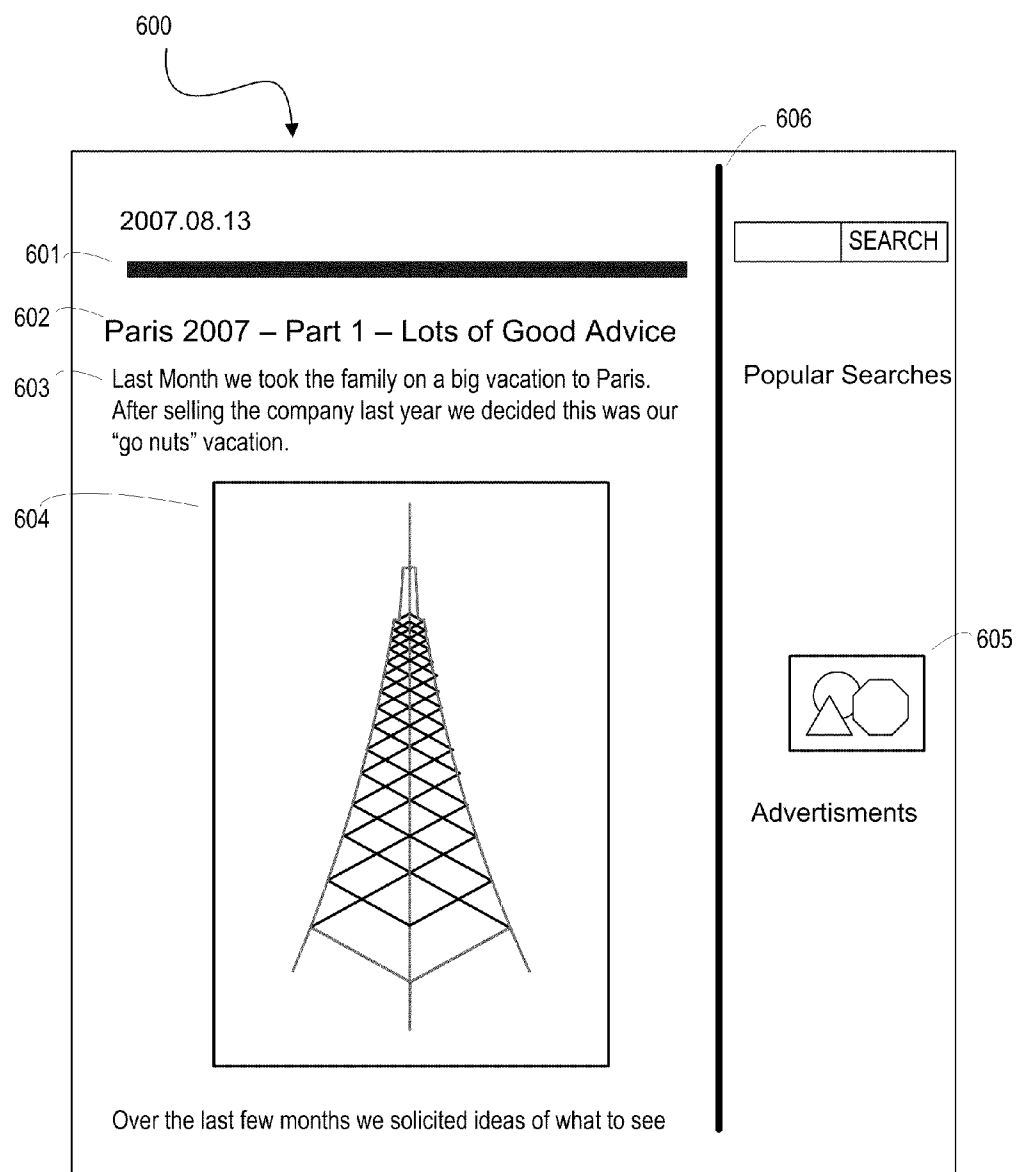 600
606
2007.08.13
SEARCH
601
602
Paris 2007 – Part 1 – Lots of Good Advice
603
Last Month we took the family on a big vacation to Paris.
After selling the company last year we decided this was our
“go nuts” vacation.
Popular Searches
604
605
Advertisments
Over the last few months we solicited ideas of what to see